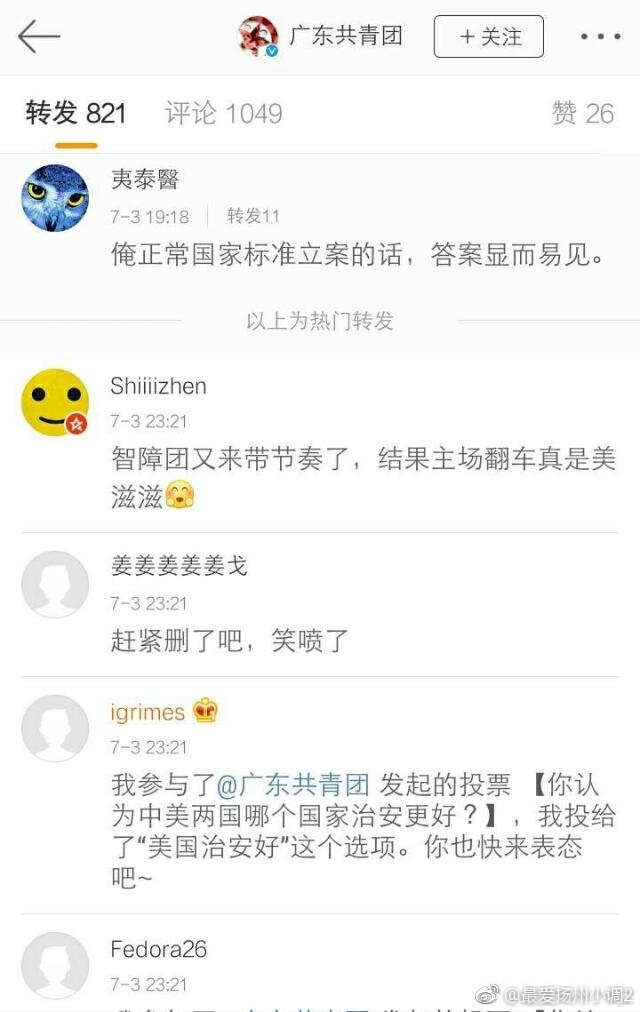 广东共青团
+关注
转发 821
评论 1049
赞 26
夷泰醫
7-3 19:18
转发11
俺正常国家标准立案的话，答案显而易见。
以上为热门转发
Shiiiizhen
7-3 23:21
智障团又来带节奏了，结果主场翻车真是美
滋滋
姜姜姜姜姜戈
7-3 23:21
赶紧删了吧，笑喷了
igrimes
7-3 23:21
我参与了@广东共青团 发起的投票 【你认
为中美两国哪个国家治安更好？】，我投给
了“美国治安好”这个选项。你也快来表态
吧~
Fedora26
7-3 23:21
@最爱扬州小调2